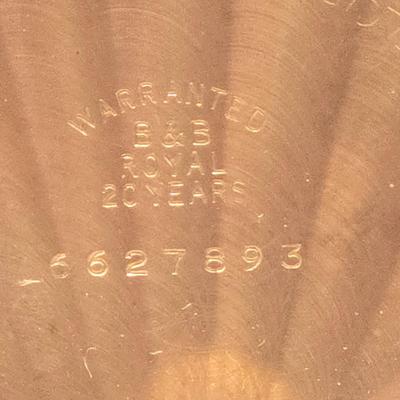 WARRANTED
B&B
ROYAL
20 YEARS
6627893